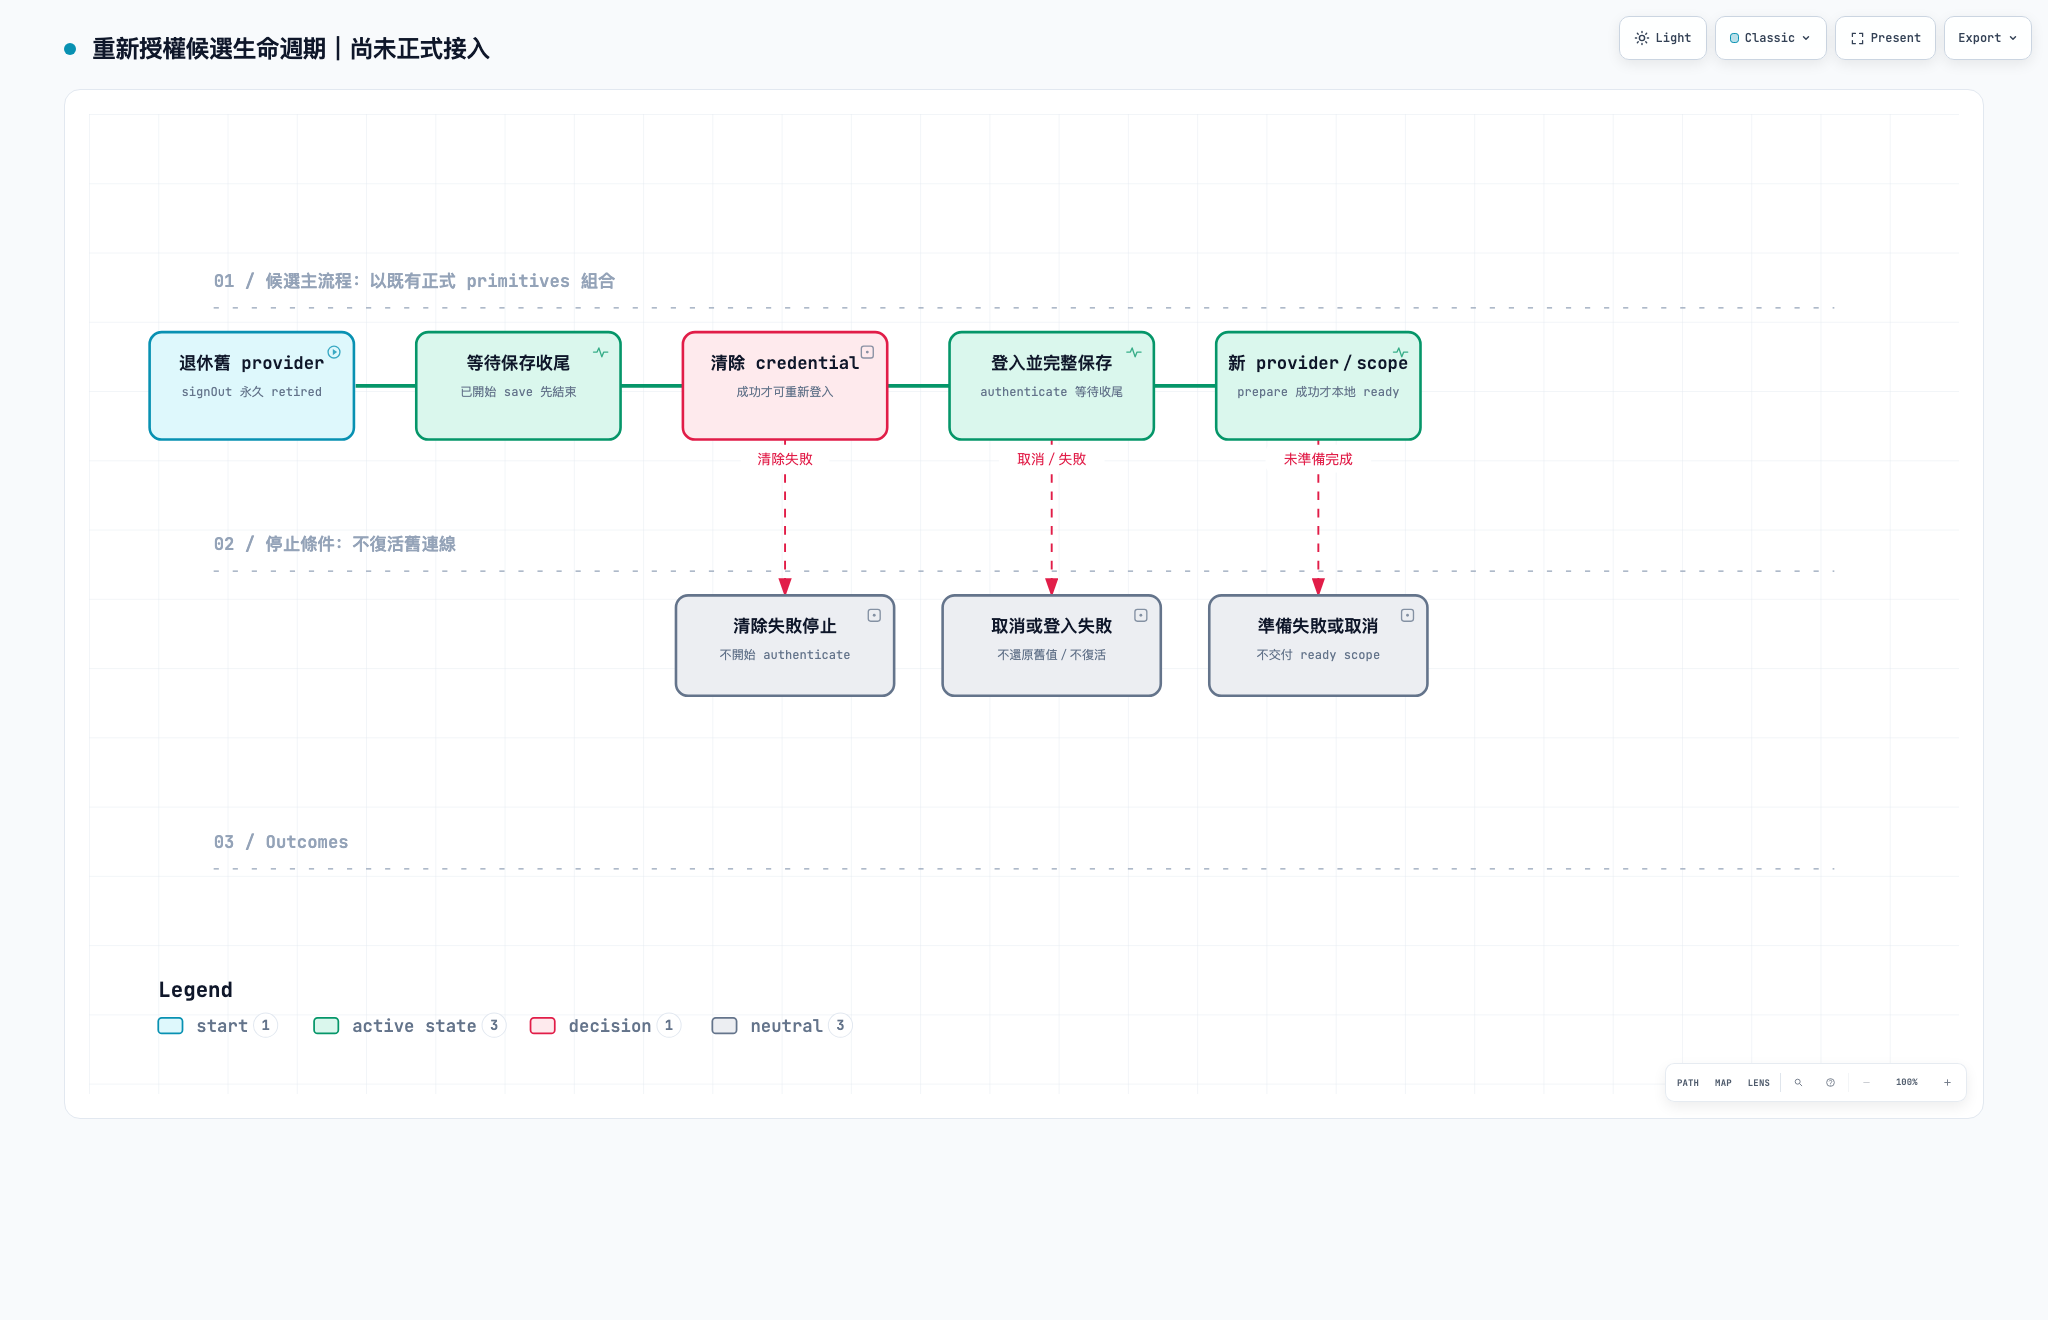 重新授權候選生命週期｜尚未正式接入
Light
Classic
Present
Export
01 / 候選主流程：以既有正式 primitives 組合
退休舊 provider
signOut 永久 retired
等待保存收尾
已開始 save 先結束
清除 credential
成功才可重新登入
登入並完整保存
authenticate 等待收尾
新 provider / scope
prepare 成功才本地 ready
清除失敗
取消 / 失敗
未準備完成
02 / 停止條件：不復活舊連線
清除失敗停止
不開始 authenticate
取消或登入失敗
不還原舊值 / 不復活
準備失敗或取消
不交付 ready scope
03 / Outcomes
Legend
start 1
active state 3
decision 1
neutral 3
PATH MAP LENS − 100% +